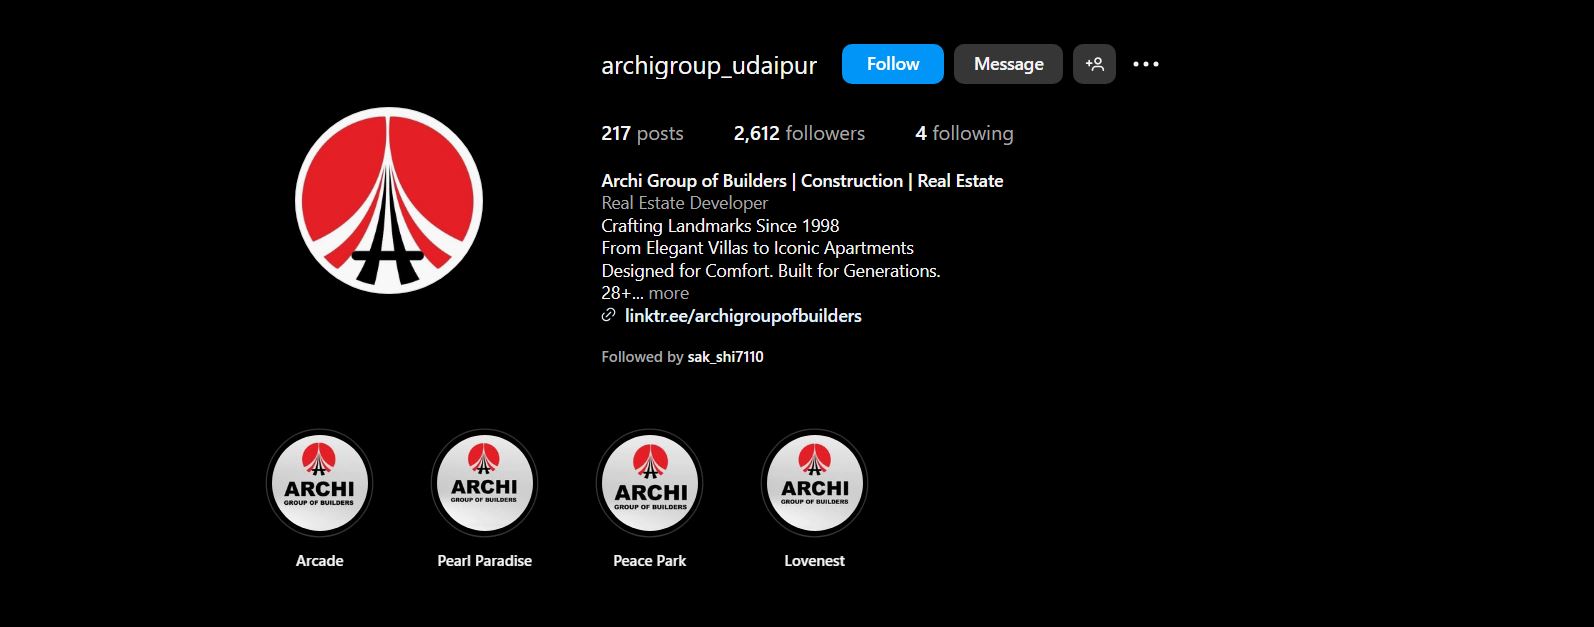 archigroup_udaipur Follow Message ...
217 posts 2,612 followers 4 following
Archi Group of Builders | Construction | Real Estate
Real Estate Developer
Crafting Landmarks Since 1998
From Elegant Villas to Iconic Apartments
Designed for Comfort. Built for Generations.
28+... more
linktr.ee/archigroupofbuilders
Followed by sak_shi7110
ARCHI
GROUP OF BUILDERS
Arcade
ARCHI
GROUP OF BUILDERS
Pearl Paradise
ARCHI
GROUP OF BUILDERS
Peace Park
ARCHI
GROUP OF BUILDERS
Lovenest